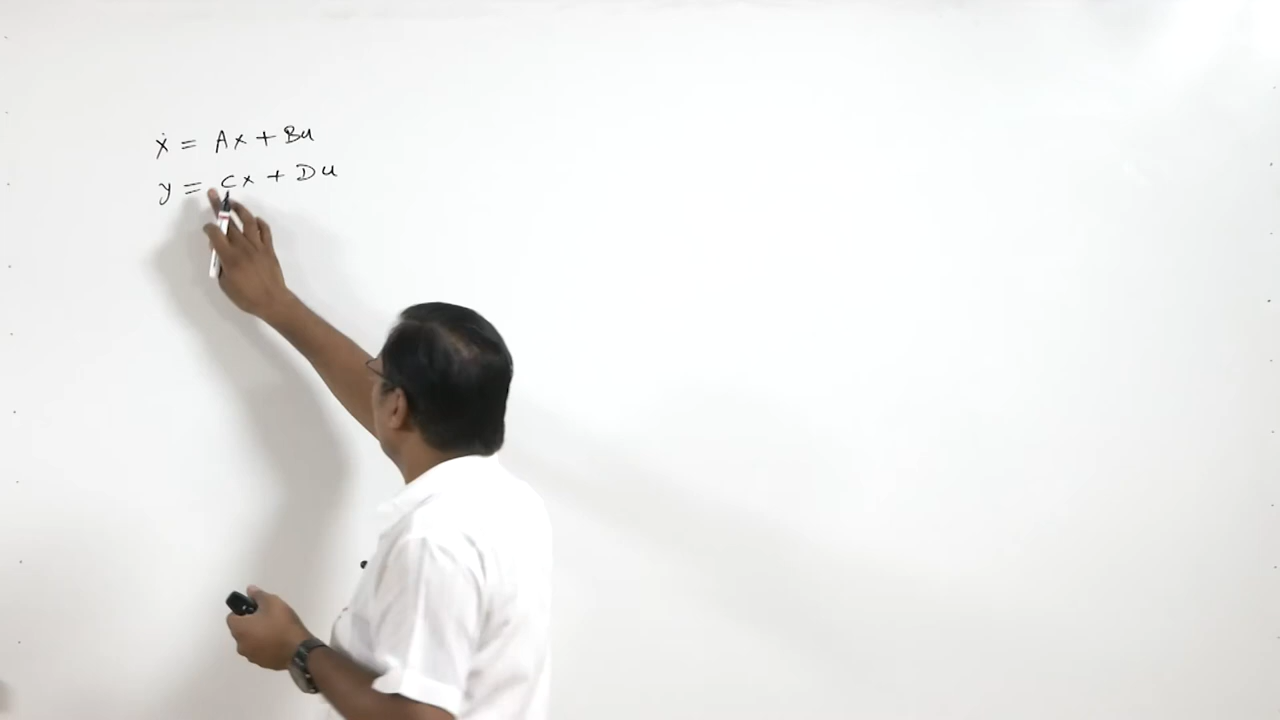 ẋ = Ax + Bu
y = Cx + Du